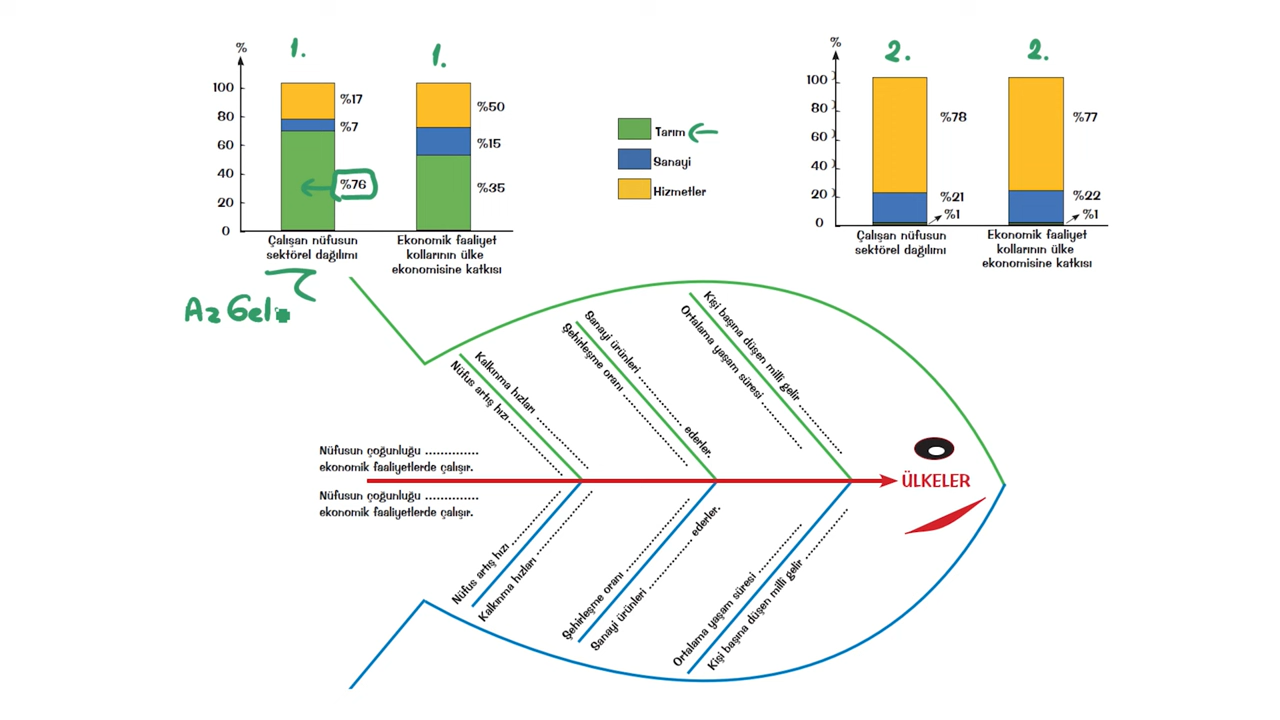 1.
1.
%
100
80
60
40
20
0
%17
%7
%76
%50
%15
%35
Çalışan nüfusun
sektörel dağılımı
Ekonomik faaliyet
kollarının ülke
ekonomisine katkısı
Az Geli
Tarım
Sanayi
Hizmetler
2.
2.
%
100
80
60
40
20
0
%78
%21
%1
%77
%22
%1
Çalışan nüfusun
sektörel dağılımı
Ekonomik faaliyet
kollarının ülke
ekonomisine katkısı
Kalkınma hızları ..............
Nüfus artış hızı ..............
Sanayi ürünleri .............. ederler.
Şehirleşme oranı ..............
Kişi başına düşen milli gelir ..............
Ortalama yaşam süresi ..............
Nüfusun çoğunluğu ..............
ekonomik faaliyetlerde çalışır.
ÜLKELER
Nüfusun çoğunluğu ..............
ekonomik faaliyetlerde çalışır.
Nüfus artış hızı ..............
Kalkınma hızları ..............
Şehirleşme oranı ..............
Sanayi ürünleri .............. ederler.
Ortalama yaşam süresi ..............
Kişi başına düşen milli gelir ..............